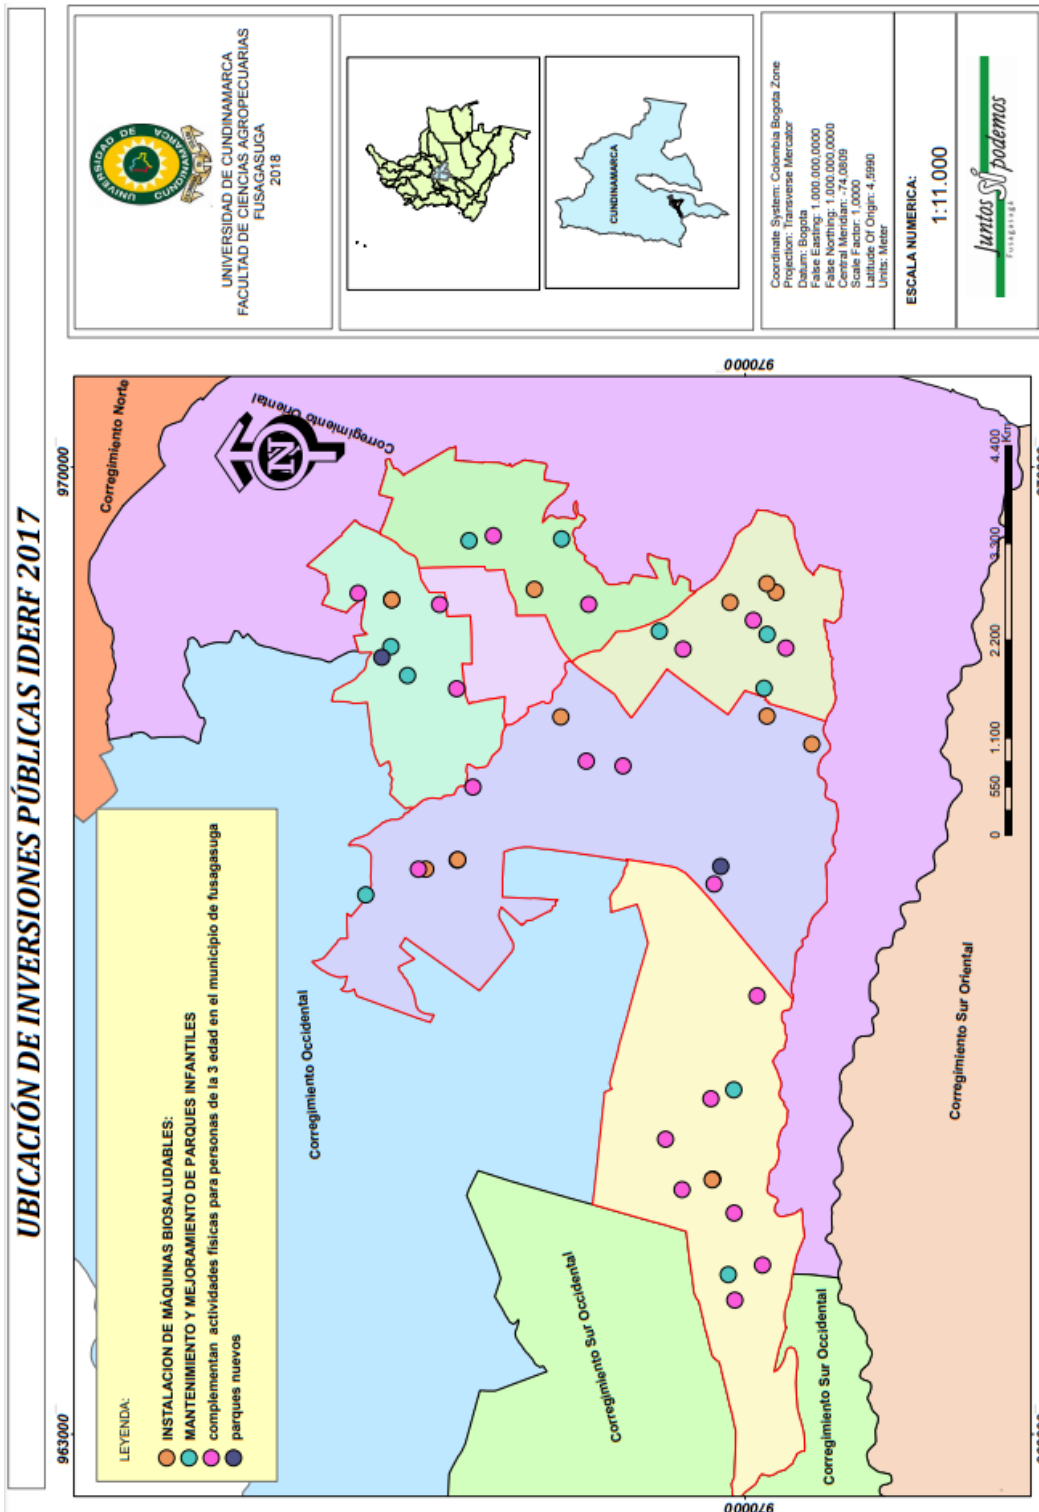 UBICACIÓN DE INVERSIONES PÚBLICAS IDERF 2017
963000
970000
LEYENDA:
INSTALACION DE MÁQUINAS BIOSALUDABLES:
MANTENIMIENTO Y MEJORAMIENTO DE PARQUES INFANTILES
complementan actividades fisicas para personas de la 3 edad en el municipio de fusagasuga
parques nuevos
Corregimiento Norte
Corregimiento Oriental
N
Corregimiento Occidental
Corregimiento Sur Occidental
Corregimiento Sur Occidental
Corregimiento Sur Oriental
0 550 1.100 2.200 3.300 4.400
Km
970000
970000
UNIVERSIDAD DE CUNDINAMARCA
UNIVERSIDAD DE CUNDINAMARCA
FACULTAD DE CIENCIAS AGROPECUARIAS
FUSAGASUGA
2018
CUNDINAMARCA
Coordinate System: Colombia Bogota Zone
Projection: Transverse Mercator
Datum: Bogota
False Easting: 1.000.000,0000
False Northing: 1.000.000,0000
Central Meridian: -74,0809
Scale Factor: 1,0000
Latitude Of Origin: 4,5990
Units: Meter
ESCALA NUMERICA:
1:11.000
Juntos SÍ podemos
Fusagasugá